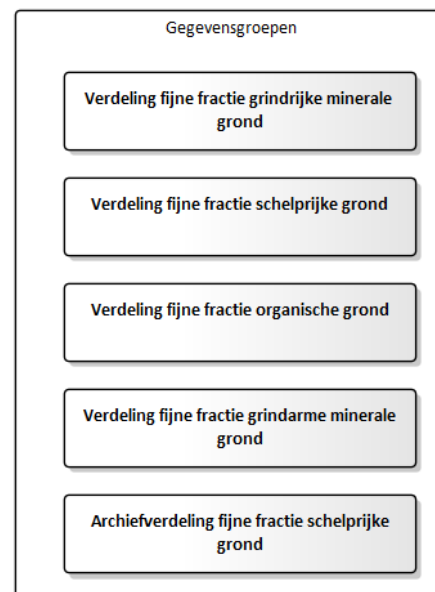 Gegevensgroepen
Verdeling fijne fractie grindrijke minerale
grond
Verdeling fijne fractie schelprijke grond
Verdeling fijne fractie organische grond
Verdeling fijne fractie grindarme minerale
grond
Archiefverdeling fijne fractie schelprijke
grond